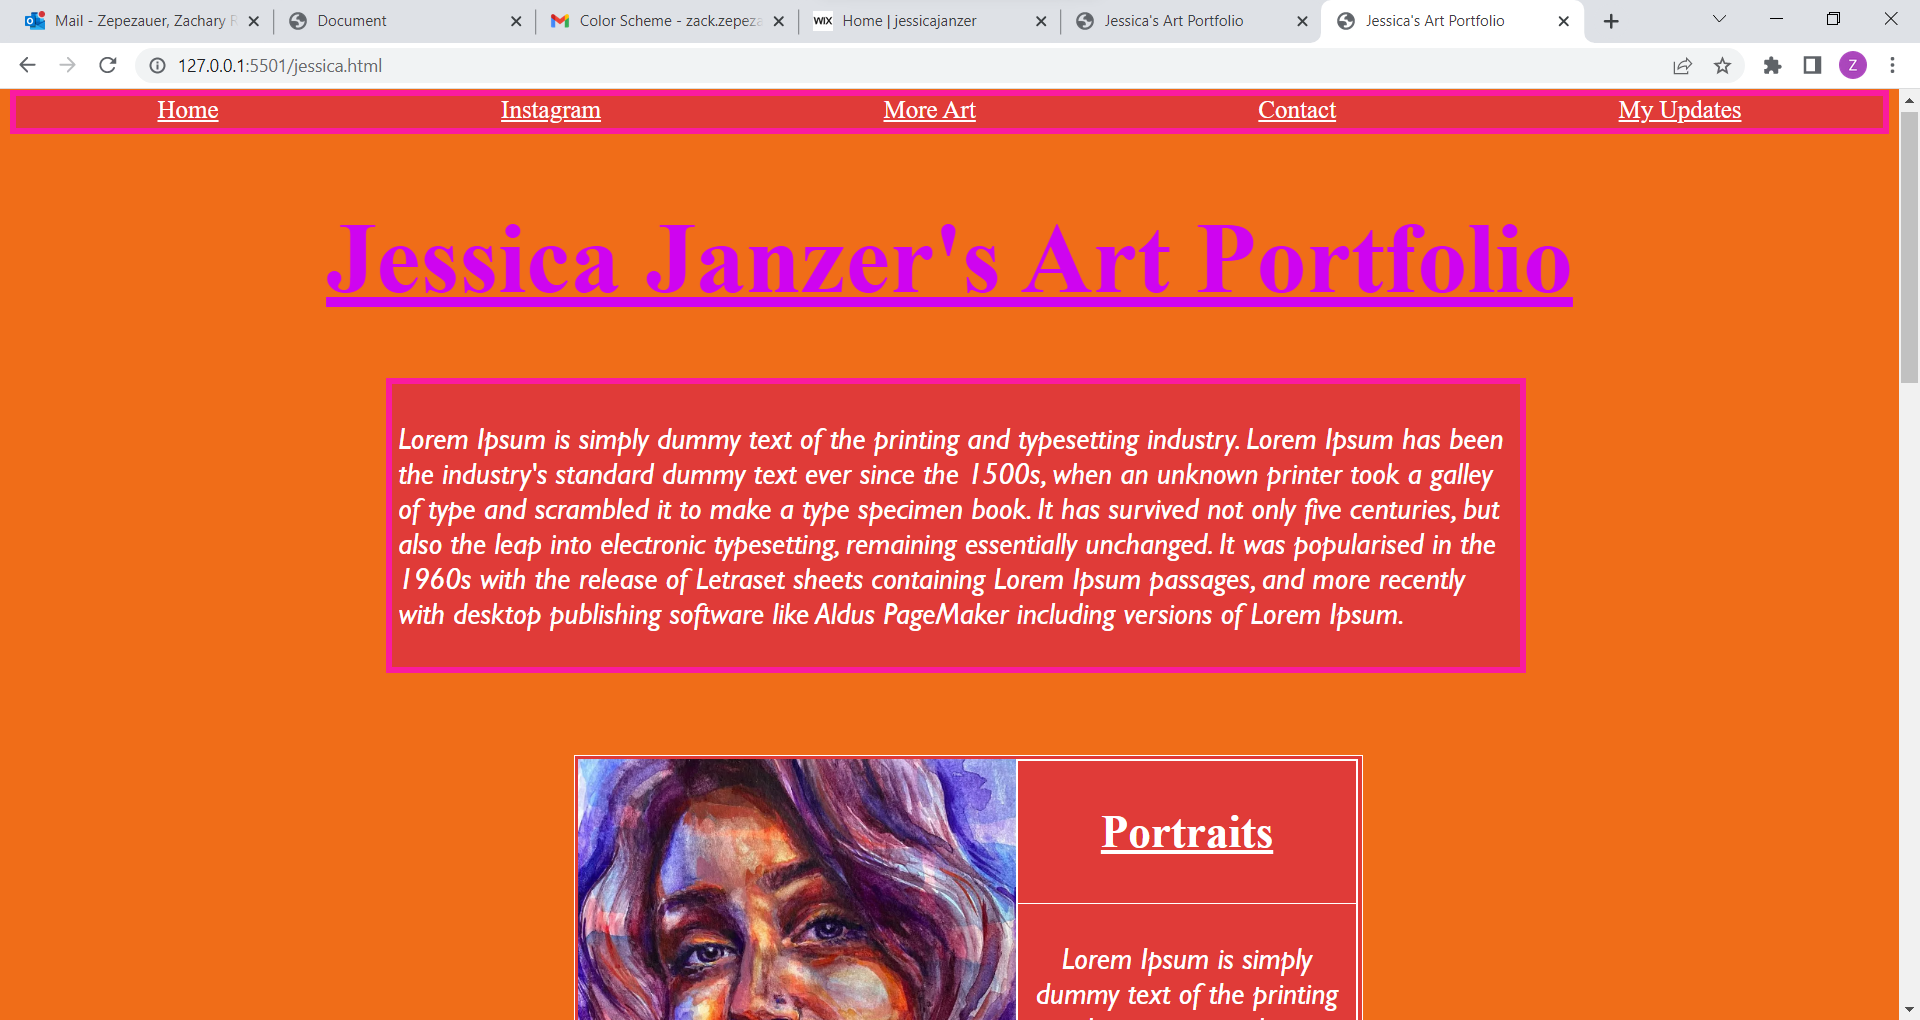 Mail - Zepezauer, Zachary R
Document
Color Scheme - zack.zepeza
WIX Home | jessicajanzer
Jessica's Art Portfolio
Jessica's Art Portfolio
127.0.0.1:5501/jessica.html
Z
Home Instagram More Art Contact My Updates
Jessica Janzer's Art Portfolio
Lorem Ipsum is simply dummy text of the printing and typesetting industry. Lorem Ipsum has been
the industry's standard dummy text ever since the 1500s, when an unknown printer took a galley
of type and scrambled it to make a type specimen book. It has survived not only five centuries, but
also the leap into electronic typesetting, remaining essentially unchanged. It was popularised in the
1960s with the release of Letraset sheets containing Lorem Ipsum passages, and more recently
with desktop publishing software like Aldus PageMaker including versions of Lorem Ipsum.
Portraits
Lorem Ipsum is simply
dummy text of the printing